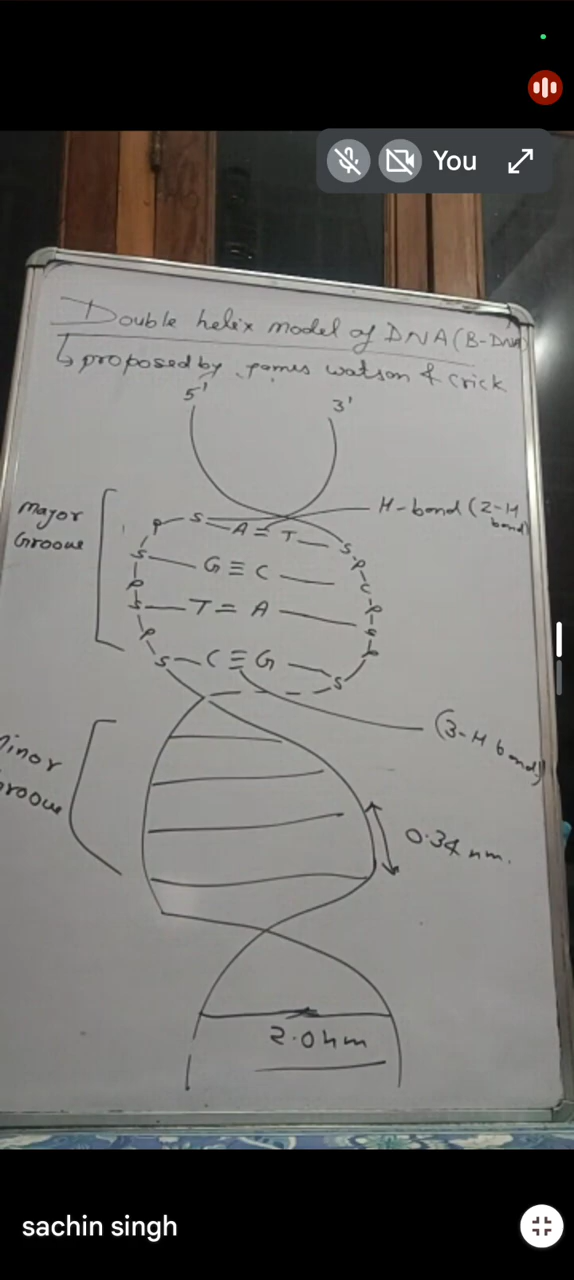 You
Double helix model of DNA (B-DNA)
↳ proposed by James watson & crick
5'
3'
Major
Groove
H-bond (2-H
bond)
P S A = T S
S G ≡ C P
P C
S T = A P
P S
S C ≡ G P
S
(3-H bond)
Minor
Groove
0.34 nm.
2.0 nm
sachin singh